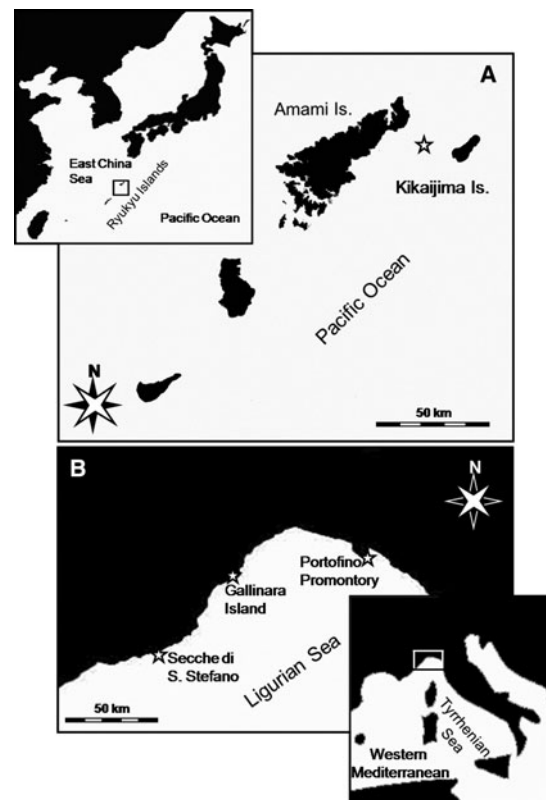 A
Amami Is.
Kikaijima Is.
East China
Sea
Ryukyu Islands
Pacific Ocean
Pacific Ocean
N
50 km
B
N
Portofino
Promontory
Gallinara
Island
Secche di
S. Stefano
Ligurian Sea
50 km
Tyrrhenian
Sea
Western
Mediterranean